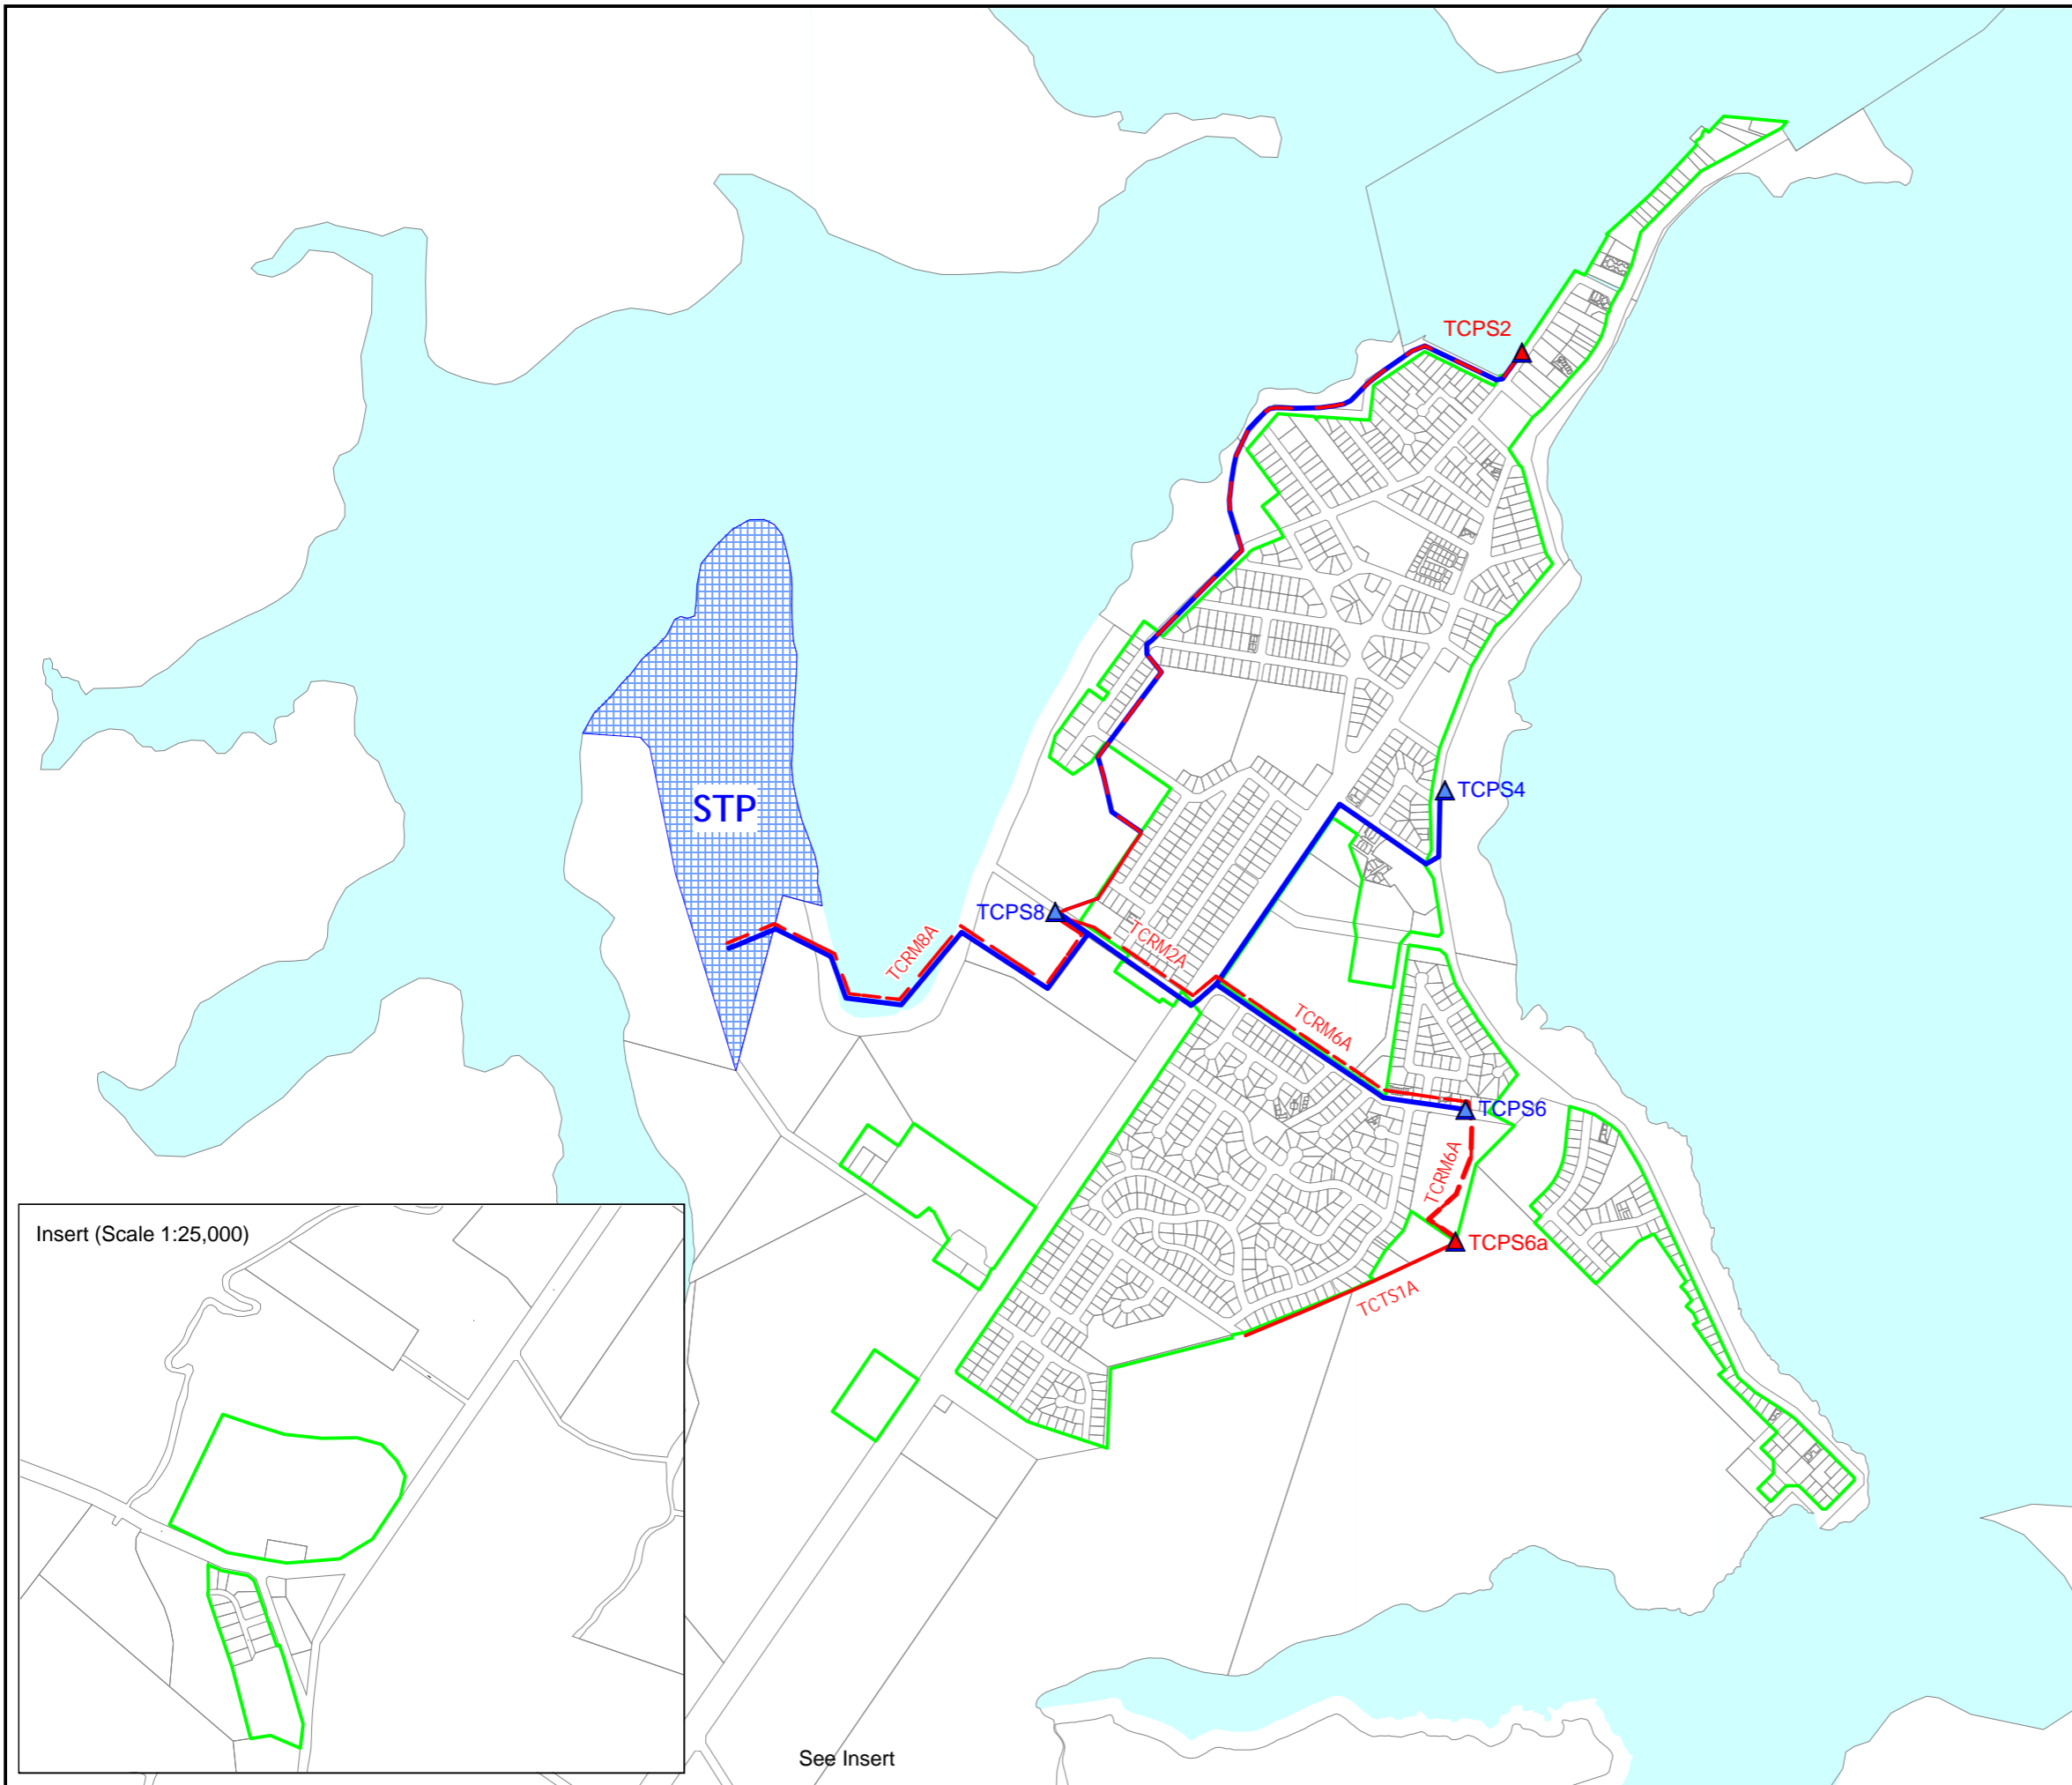 TCPS2
TCPS4
STP
TCPS8
TCRM2A
TCRM8A
TCRM6A
TCPS6
TCRM6A
TCPS6a
TCTS1A
Insert (Scale 1:25,000)
See Insert